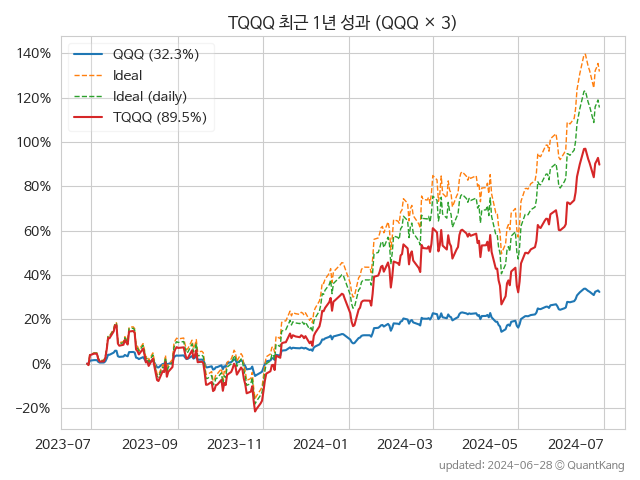 TQQQ 최근 1년 성과 (QQQ × 3)
QQQ (32.3%)
Ideal
Ideal (daily)
TQQQ (89.5%)
140%
120%
100%
80%
60%
40%
20%
0%
−20%
2023-07 2023-09 2023-11 2024-01 2024-03 2024-05 2024-07
updated: 2024-06-28 © QuantKang